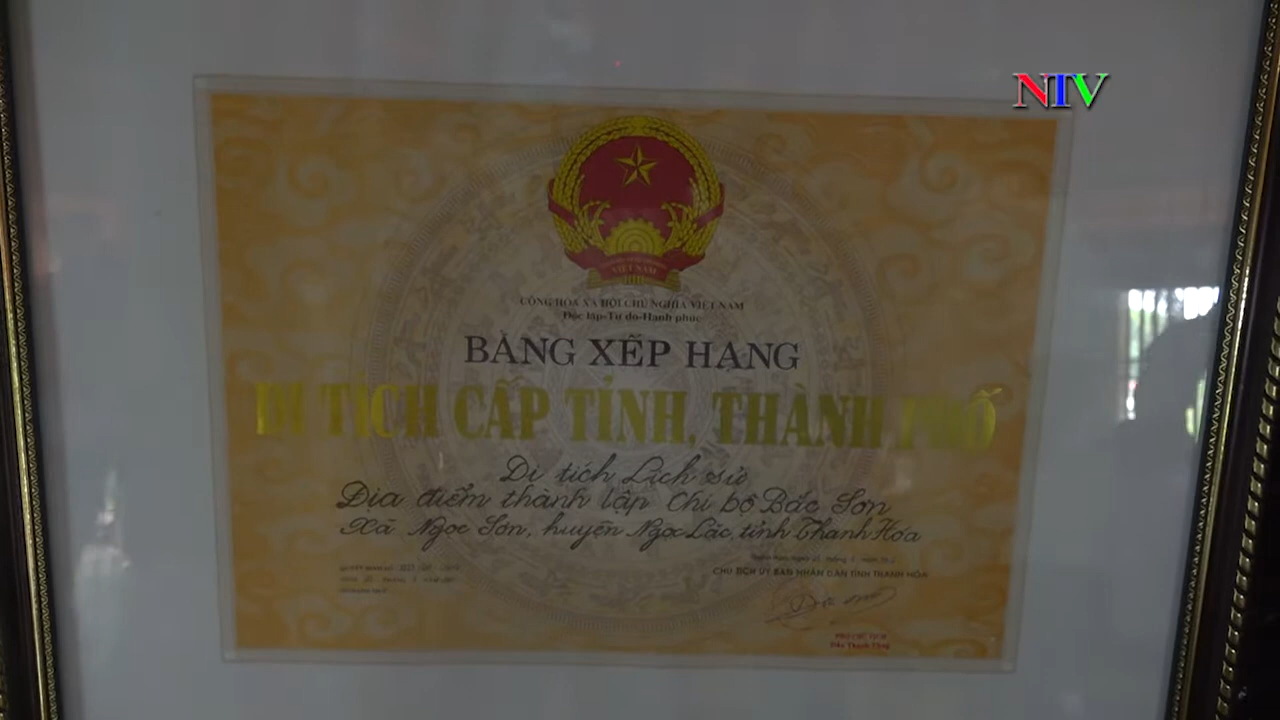 NTV
VIỆT NAM
CỘNG HÒA XÃ HỘI CHỦ NGHĨA VIỆT NAM
Độc lập-Tự do-Hạnh phúc
BẰNG XẾP HẠNG
DI TÍCH CẤP TỈNH, THÀNH PHỐ
Di tích Lịch sử
Địa điểm thành lập Chi bộ Bắc Sơn
Xã Ngọc Sơn, huyện Ngọc Lặc, tỉnh Thanh Hóa
CHỦ TỊCH ỦY BAN NHÂN DÂN TỈNH THANH HÓA